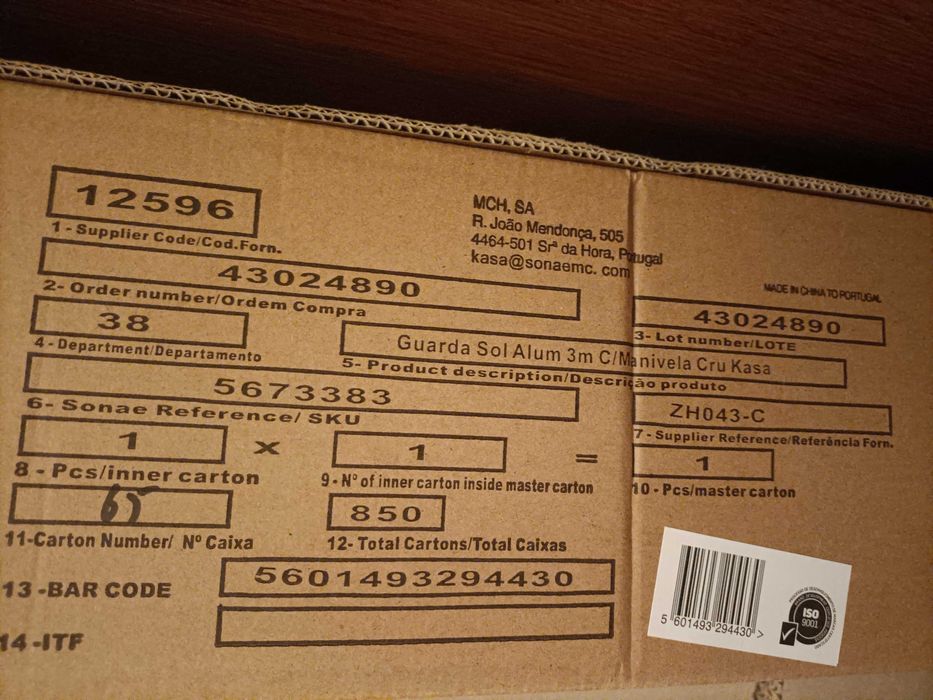 12596
1 - Supplier Code/Cod.Forn.
MCH, SA
R. João Mendonça, 505
4464-501 Srª da Hora, Portugal
kasa@sonaemc. com
43024890
2- Order number/Ordem Compra
MADE IN CHINA TO PORTUGAL
43024890
3- Lot number/LOTE
38
4 - Department/Departamento
Guarda Sol Alum 3m C/Manivela Cru Kasa
5- Product description/Descrição produto
5673383
6- Sonae Reference/ SKU
ZH043-C
7 - Supplier Reference/Referência Forn.
1 x 1 = 1
8 - Pcs/inner carton
9 - Nº of inner carton inside master carton
10 - Pcs/master carton
65
11-Carton Number/ Nº Caixa
850
12- Total Cartons/Total Caixas
13 -BAR CODE
5601493294430
14 -ITF
5 601493 294430 >
ISO
9001